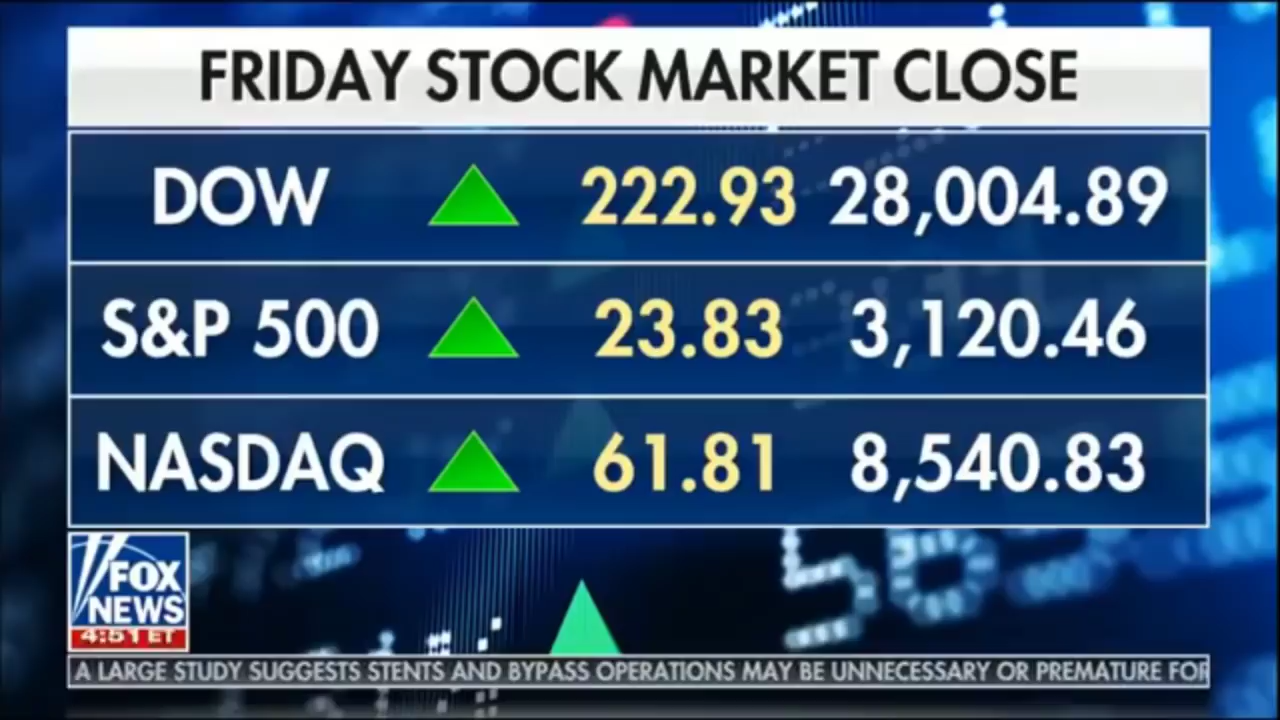 FRIDAY STOCK MARKET CLOSE
DOW 222.93 28,004.89
S&P 500 23.83 3,120.46
NASDAQ 61.81 8,540.83
FOX
NEWS
4:51 ET
A LARGE STUDY SUGGESTS STENTS AND BYPASS OPERATIONS MAY BE UNNECESSARY OR PREMATURE FOR